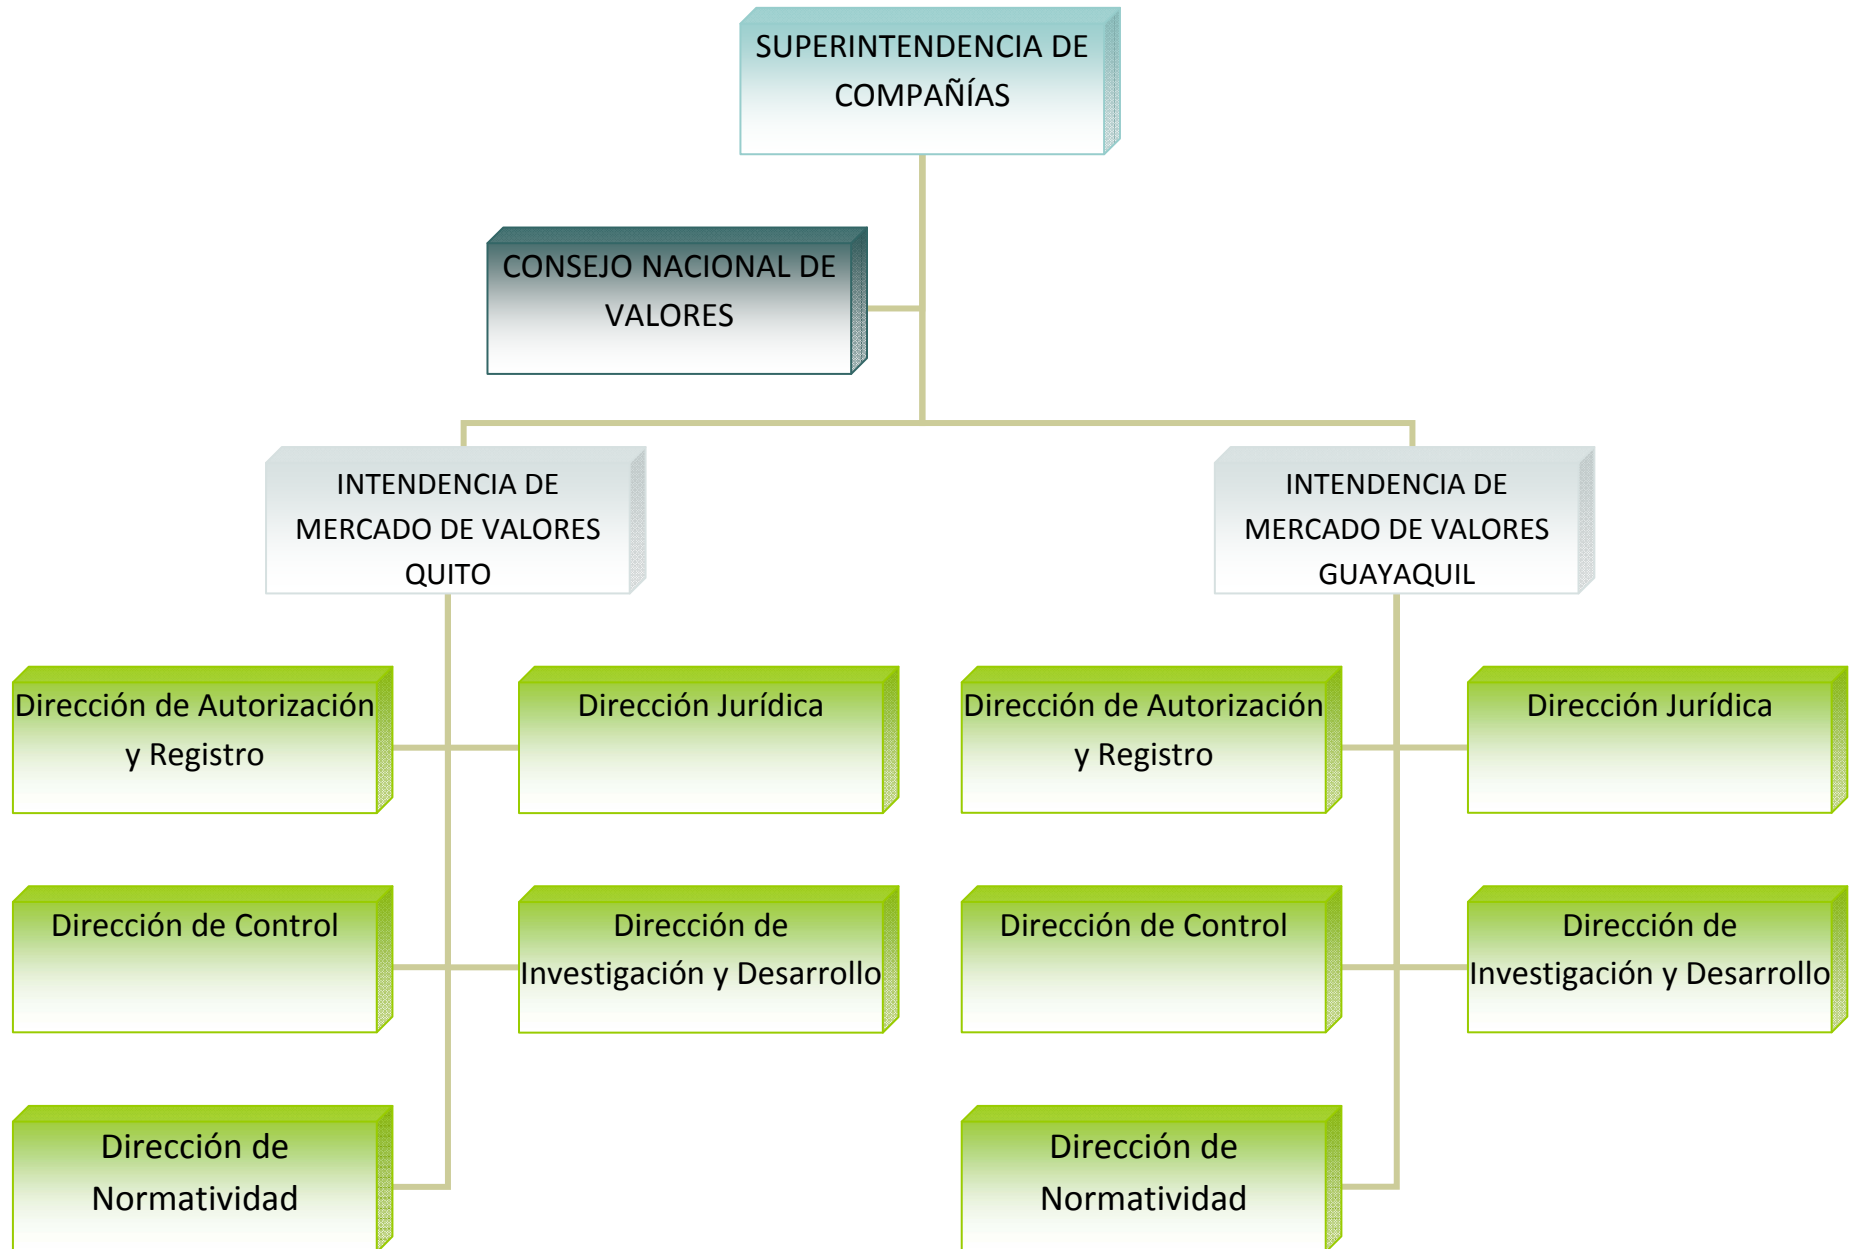 SUPERINTENDENCIA DE
COMPAÑÍAS
CONSEJO NACIONAL DE
VALORES
INTENDENCIA DE
MERCADO DE VALORES
QUITO
INTENDENCIA DE
MERCADO DE VALORES
GUAYAQUIL
Dirección de Autorización
y Registro
Dirección Jurídica
Dirección de Autorización
y Registro
Dirección Jurídica
Dirección de Control
Dirección de
Investigación y Desarrollo
Dirección de Control
Dirección de
Investigación y Desarrollo
Dirección de
Normatividad
Dirección de
Normatividad